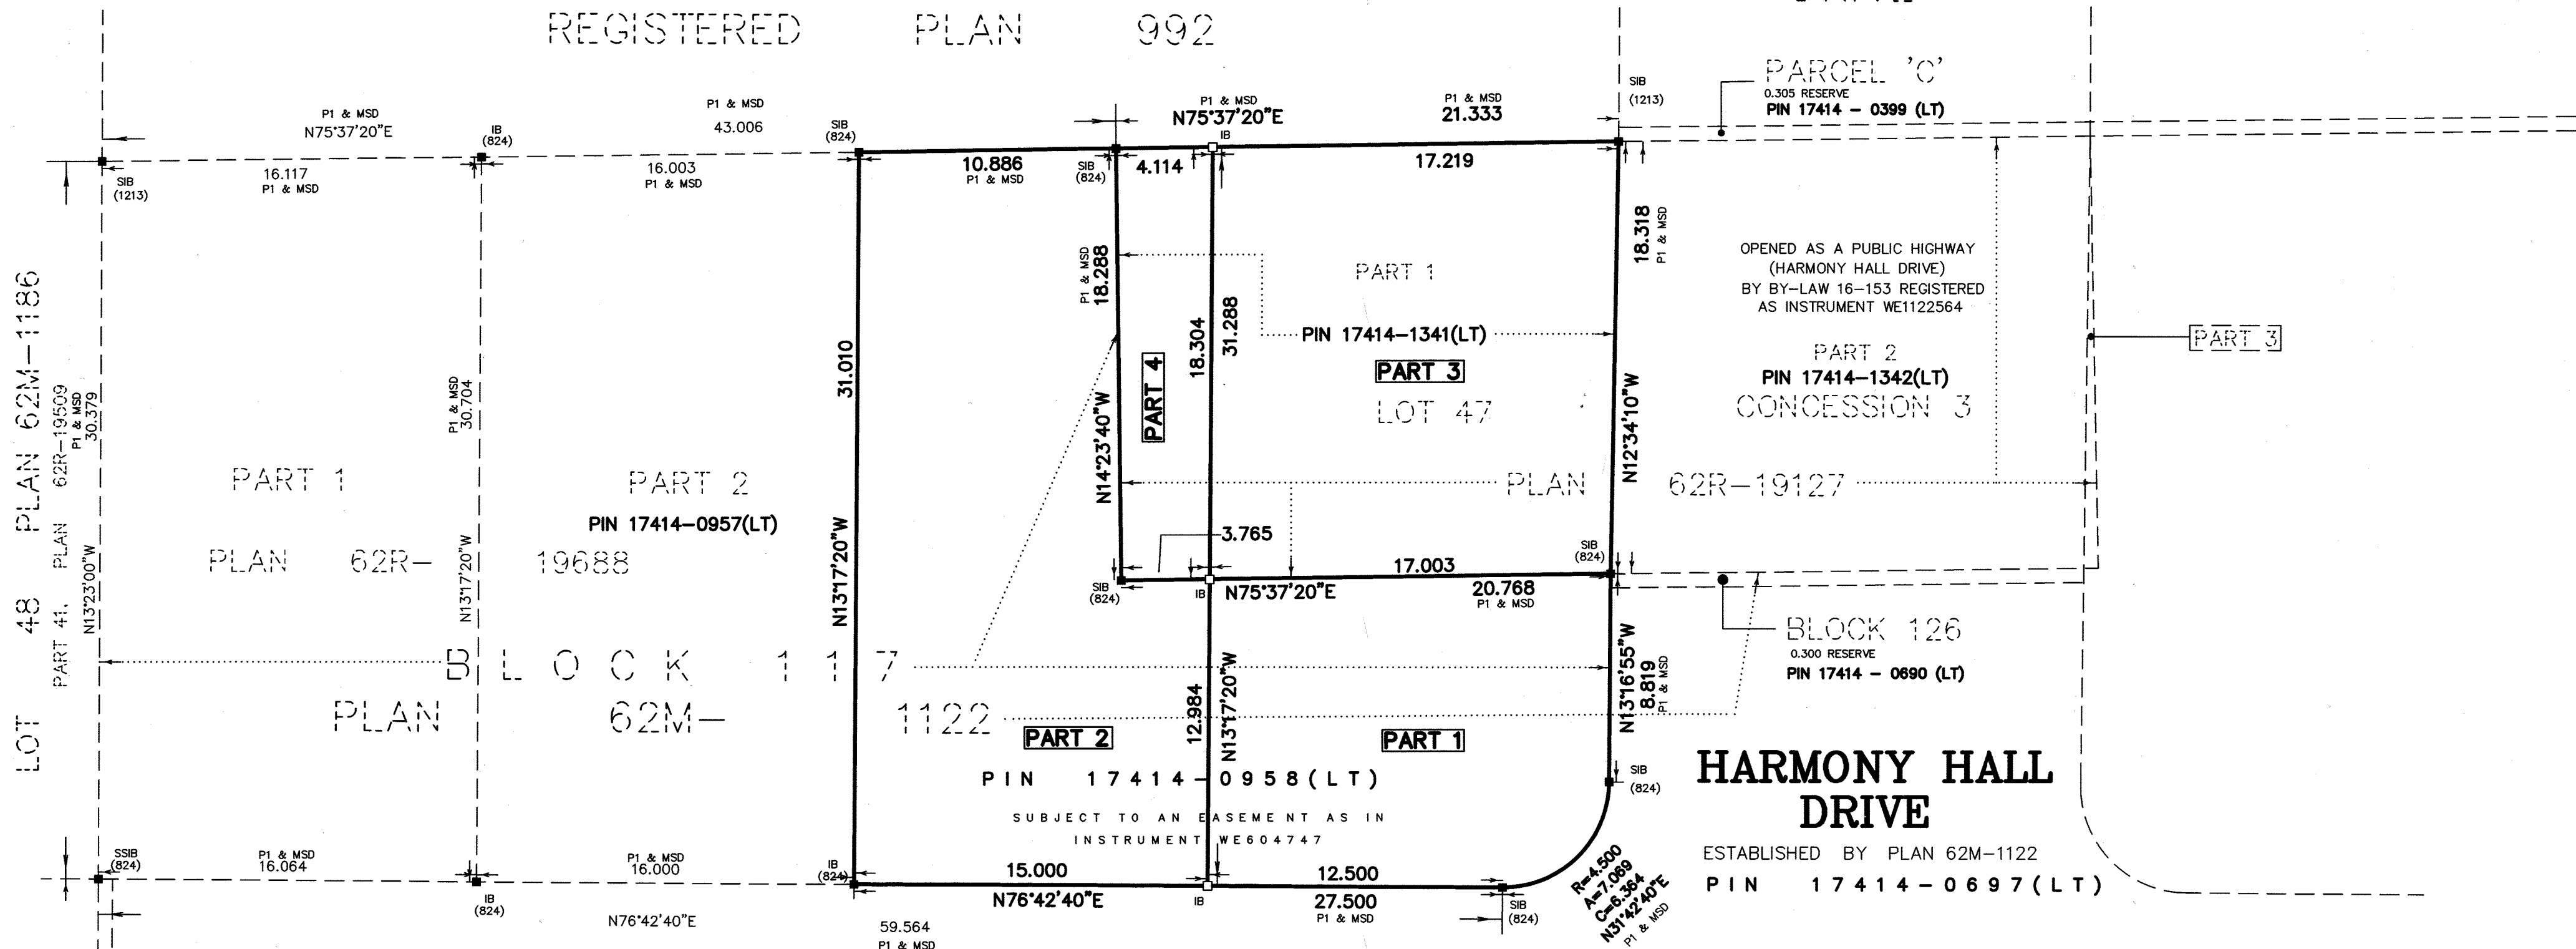 REGISTERED PLAN 992
PARCEL 'C'
0.305 RESERVE
PIN 17414 - 0399 (LT)
SIB
(1213)
P1 & MSD
N75°37'20"E
IB
(824)
P1 & MSD
43.006
SIB
(824)
P1 & MSD
N75°37'20"E
IB
P1 & MSD
21.333
SIB
(1213)
16.117
P1 & MSD
16.003
P1 & MSD
10.886
P1 & MSD
SIB
(824)
4.114
17.219
18.318
P1 & MSD
OPENED AS A PUBLIC HIGHWAY
(HARMONY HALL DRIVE)
BY BY-LAW 16-153 REGISTERED
AS INSTRUMENT WE1122564
PART 2
PIN 17414-1342(LT)
CONCESSION 3
PART 3
LOT 48 PLAN 62M-1186
PART 41, PLAN 62R-19509
P1 & MSD
30.379
N13°23'00"W
P1 & MSD
30.704
N13°17'20"W
31.010
N13°17'20"W
P1 & MSD
18.288
N14°23'40"W
PART 4
18.304
31.288
PART 1
PIN 17414-1341(LT)
PART 3
LOT 47
N12°34'10"W
PLAN 62R-19127
PART 1
PART 2
PIN 17414-0957(LT)
PLAN 62R- 19688
3.765
17.003
SIB
(824)
SIB
(824)
IB
N75°37'20"E
20.768
P1 & MSD
BLOCK 117
PLAN 62M- 1122
12.984
N13°17'20"W
N13°16'55"W
8.819
P1 & MSD
BLOCK 126
0.300 RESERVE
PIN 17414 - 0690 (LT)
PART 2
PART 1
PIN 17414-0958(LT)
SUBJECT TO AN EASEMENT AS IN
INSTRUMENT WE604747
SIB
(824)
HARMONY HALL
DRIVE
ESTABLISHED BY PLAN 62M-1122
PIN 17414-0697(LT)
SSIB
(824)
P1 & MSD
16.064
P1 & MSD
16.000
IB
(824)
15.000
12.500
R=4.500
A=7.069
C=6.364
N31°42'40"E
P1 & MSD
IB
(824)
N76°42'40"E
N76°42'40"E
IB
27.500
P1 & MSD
SIB
(824)
59.564
P1 & MSD